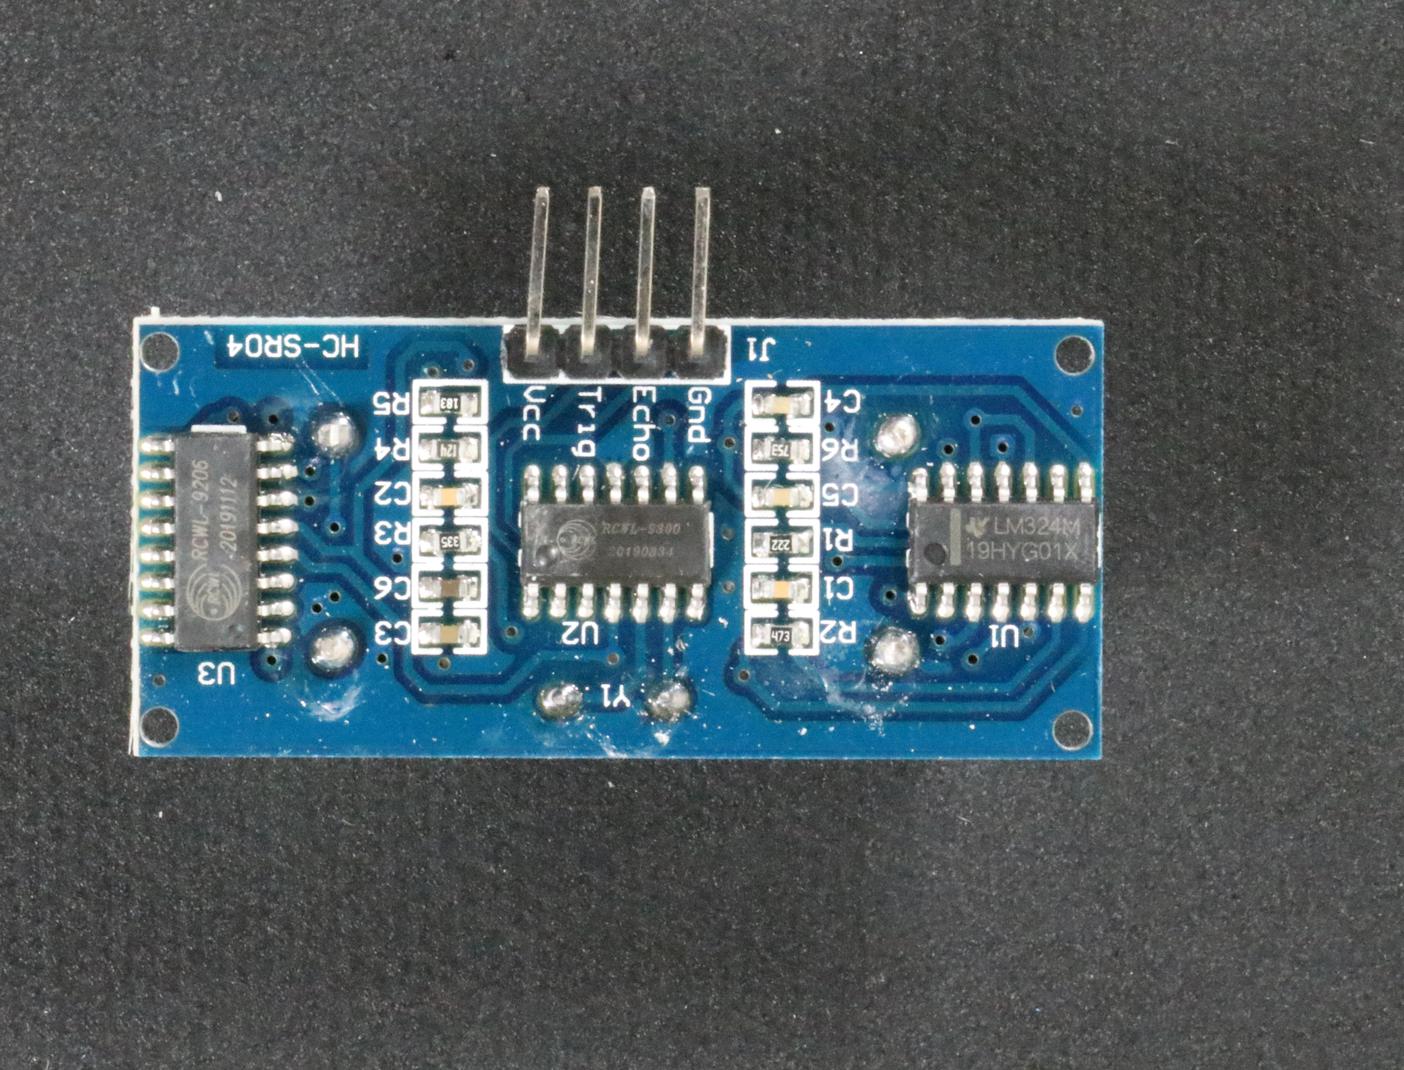 HC-SR04
J1
Vcc
Trig
Echo
Gnd
R5
183
R4
124
C2
R3
335
C6
C3
C4
R6
753
C5
R1
222
C1
R2
473
RCWL-9206
20191112
U3
RCWL-9300
20190834
U2
LM324M
19HYG01X
U1
Y1